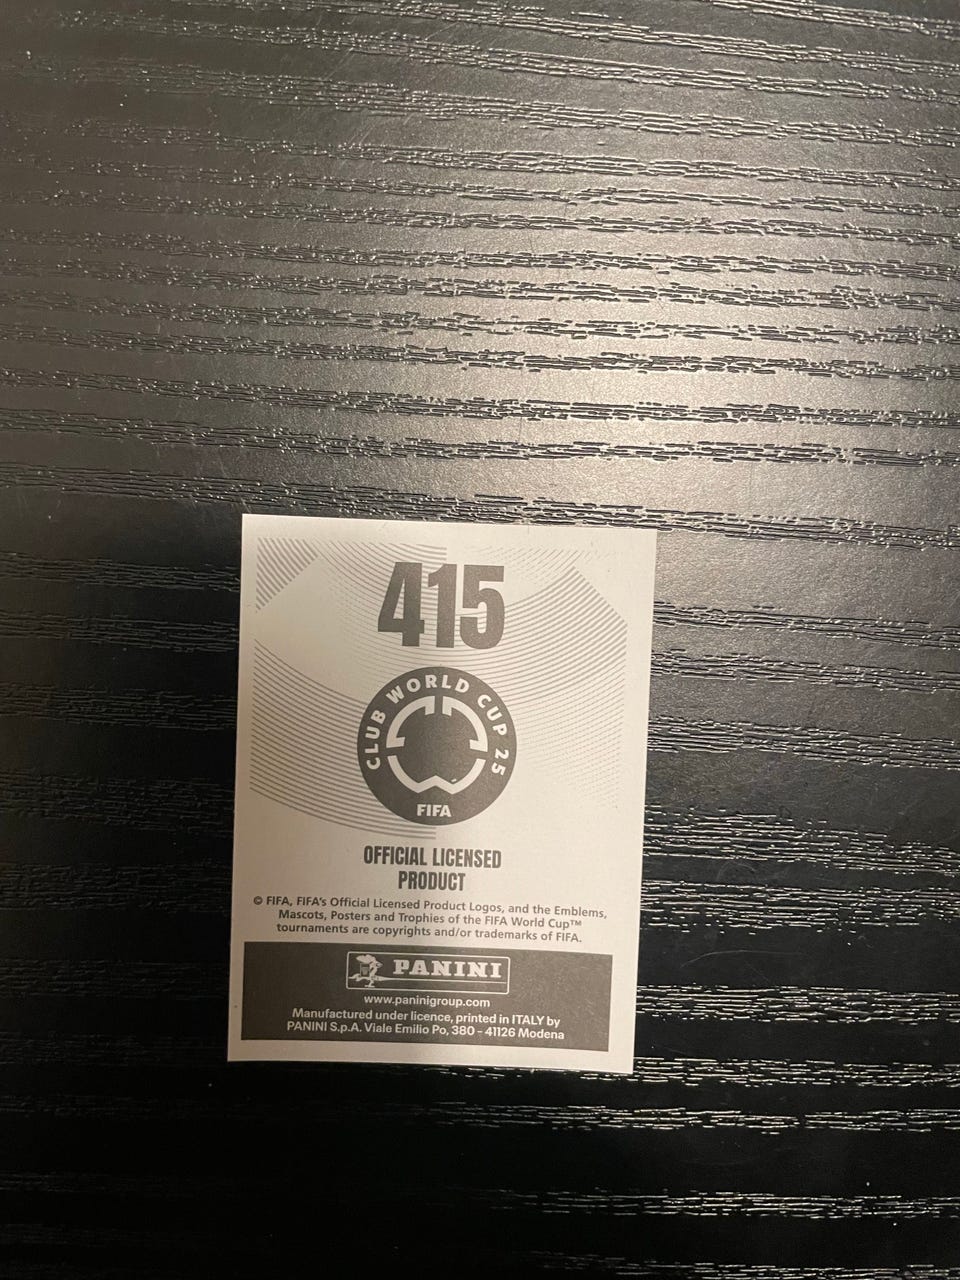 415
CLUB WORLD CUP 25
FIFA
OFFICIAL LICENSED
PRODUCT
© FIFA, FIFA's Official Licensed Product Logos, and the Emblems,
Mascots, Posters and Trophies of the FIFA World Cup™
tournaments are copyrights and/or trademarks of FIFA.
PANINI
www.paninigroup.com
Manufactured under licence, printed in ITALY by
PANINI S.p.A. Viale Emilio Po, 380 - 41126 Modena